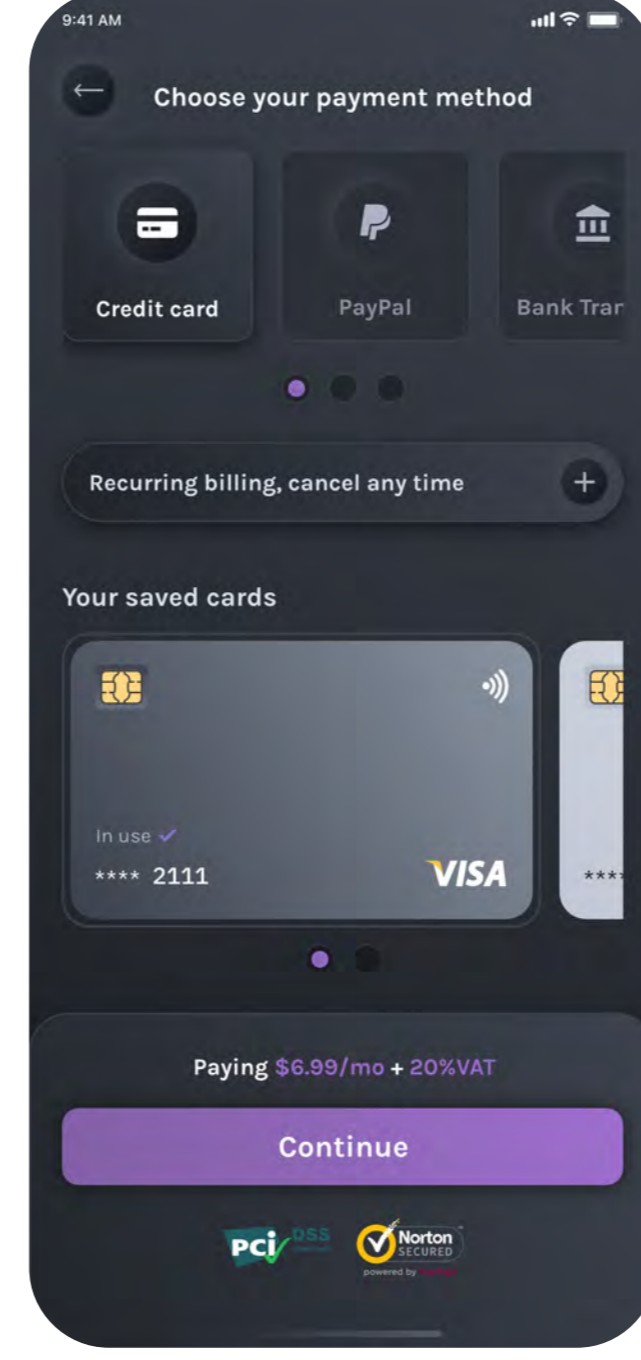 9:41 AM
Choose your payment method
Credit card
PayPal
Bank Tran
Recurring billing, cancel any time
Your saved cards
In use
**** 2111
VISA
****
Paying $6.99/mo + 20%VAT
Continue
PCI DSS
Norton
SECURED
powered by